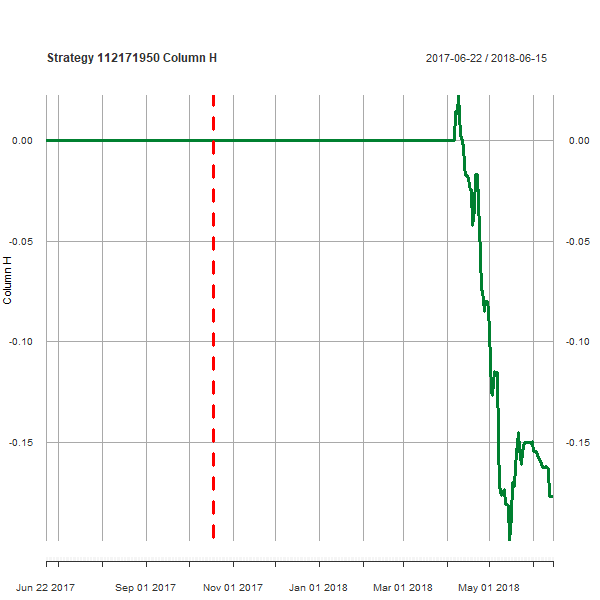 Strategy 112171950 Column H
2017-06-22 / 2018-06-15
0.00 0.00
-0.05 -0.05
Column H
-0.10 -0.10
-0.15 -0.15
Jun 22 2017 Sep 01 2017 Nov 01 2017 Jan 01 2018 Mar 01 2018 May 01 2018